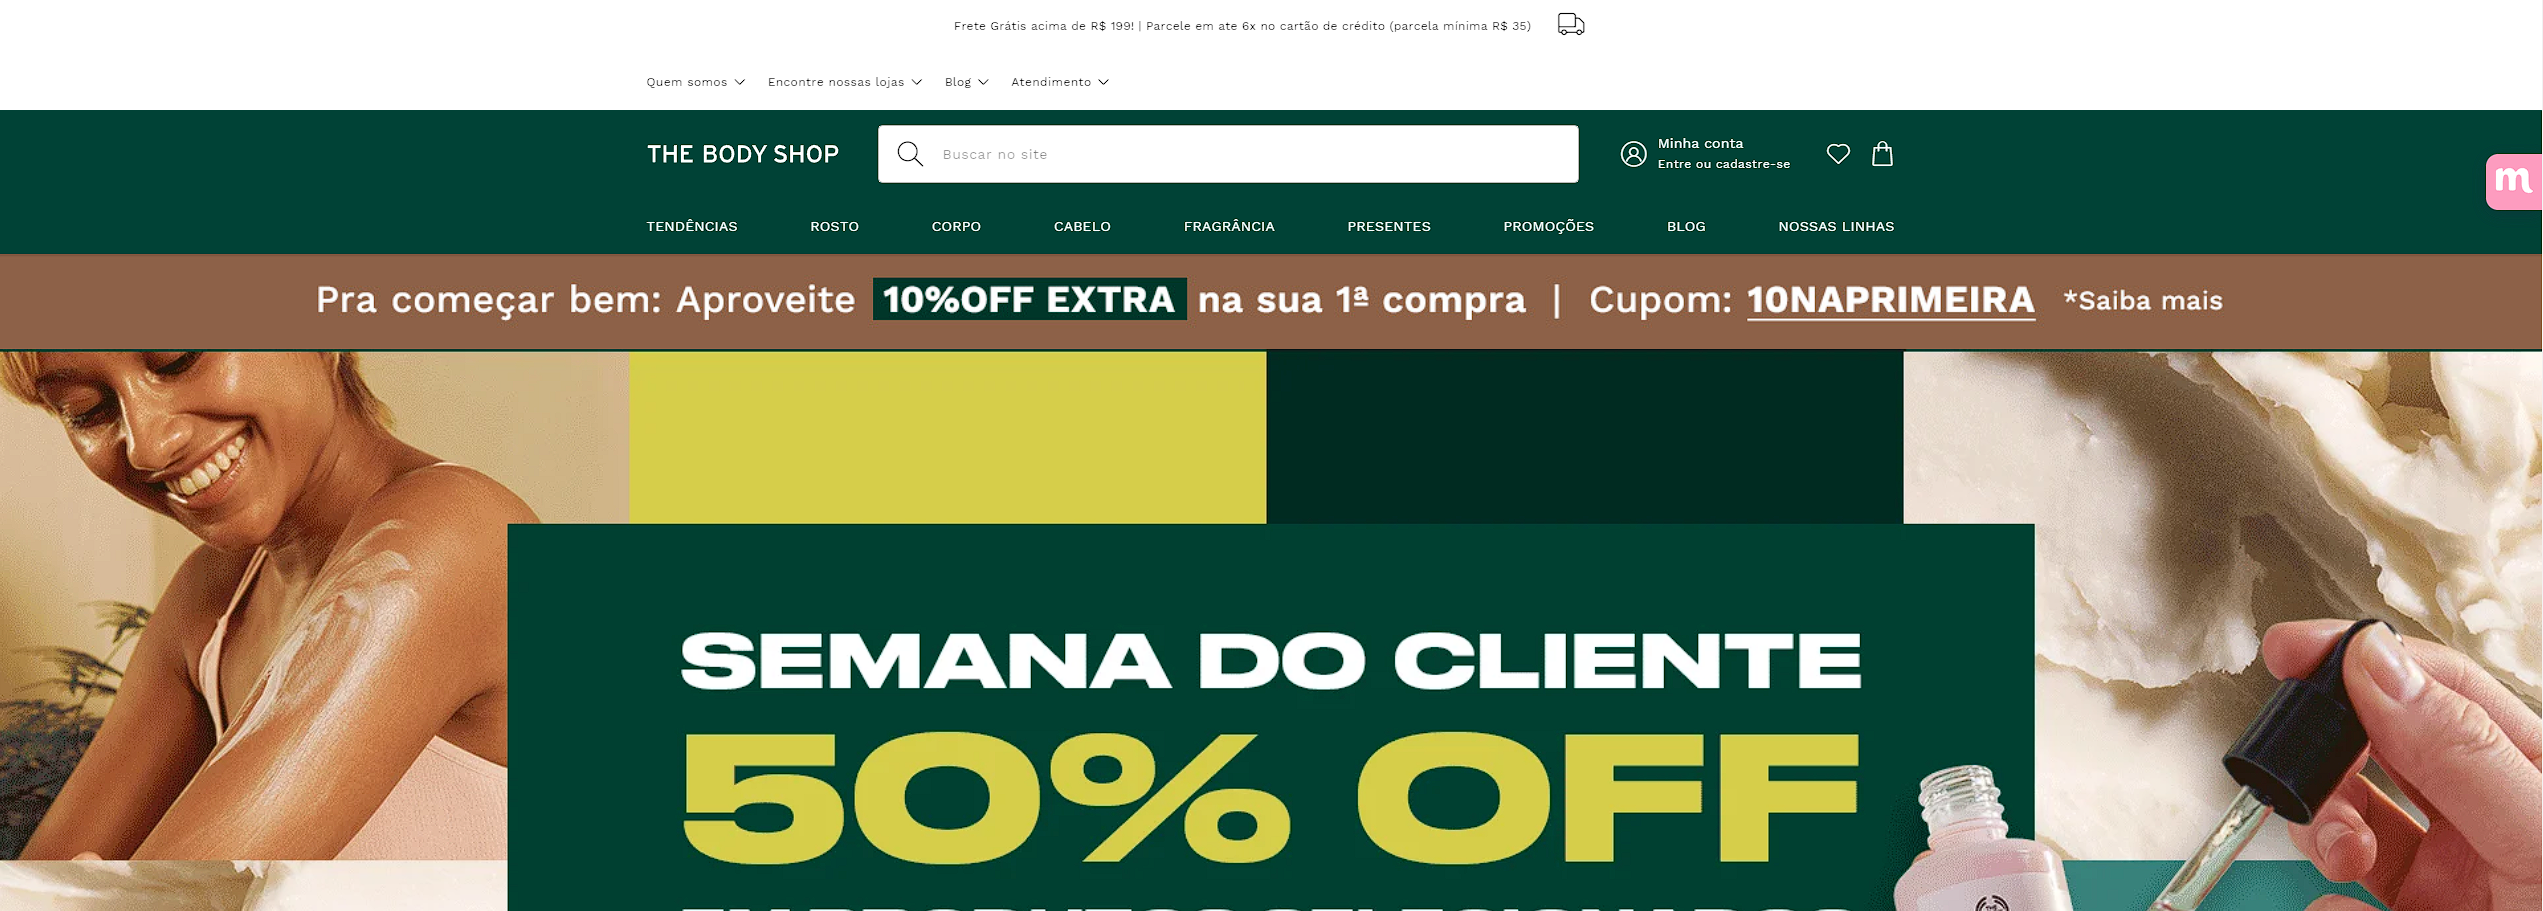 Frete Grátis acima de R$ 199! | Parcele em ate 6x no cartão de crédito (parcela mínima R$ 35)
Quem somos Encontre nossas lojas Blog Atendimento
THE BODY SHOP
Buscar no site
Minha conta
Entre ou cadastre-se
m
TENDÊNCIAS ROSTO CORPO CABELO FRAGRÂNCIA PRESENTES PROMOÇÕES BLOG NOSSAS LINHAS
Pra começar bem: Aproveite 10%OFF EXTRA na sua 1ª compra | Cupom: 10NAPRIMEIRA *Saiba mais
SEMANA DO CLIENTE
50% OFF